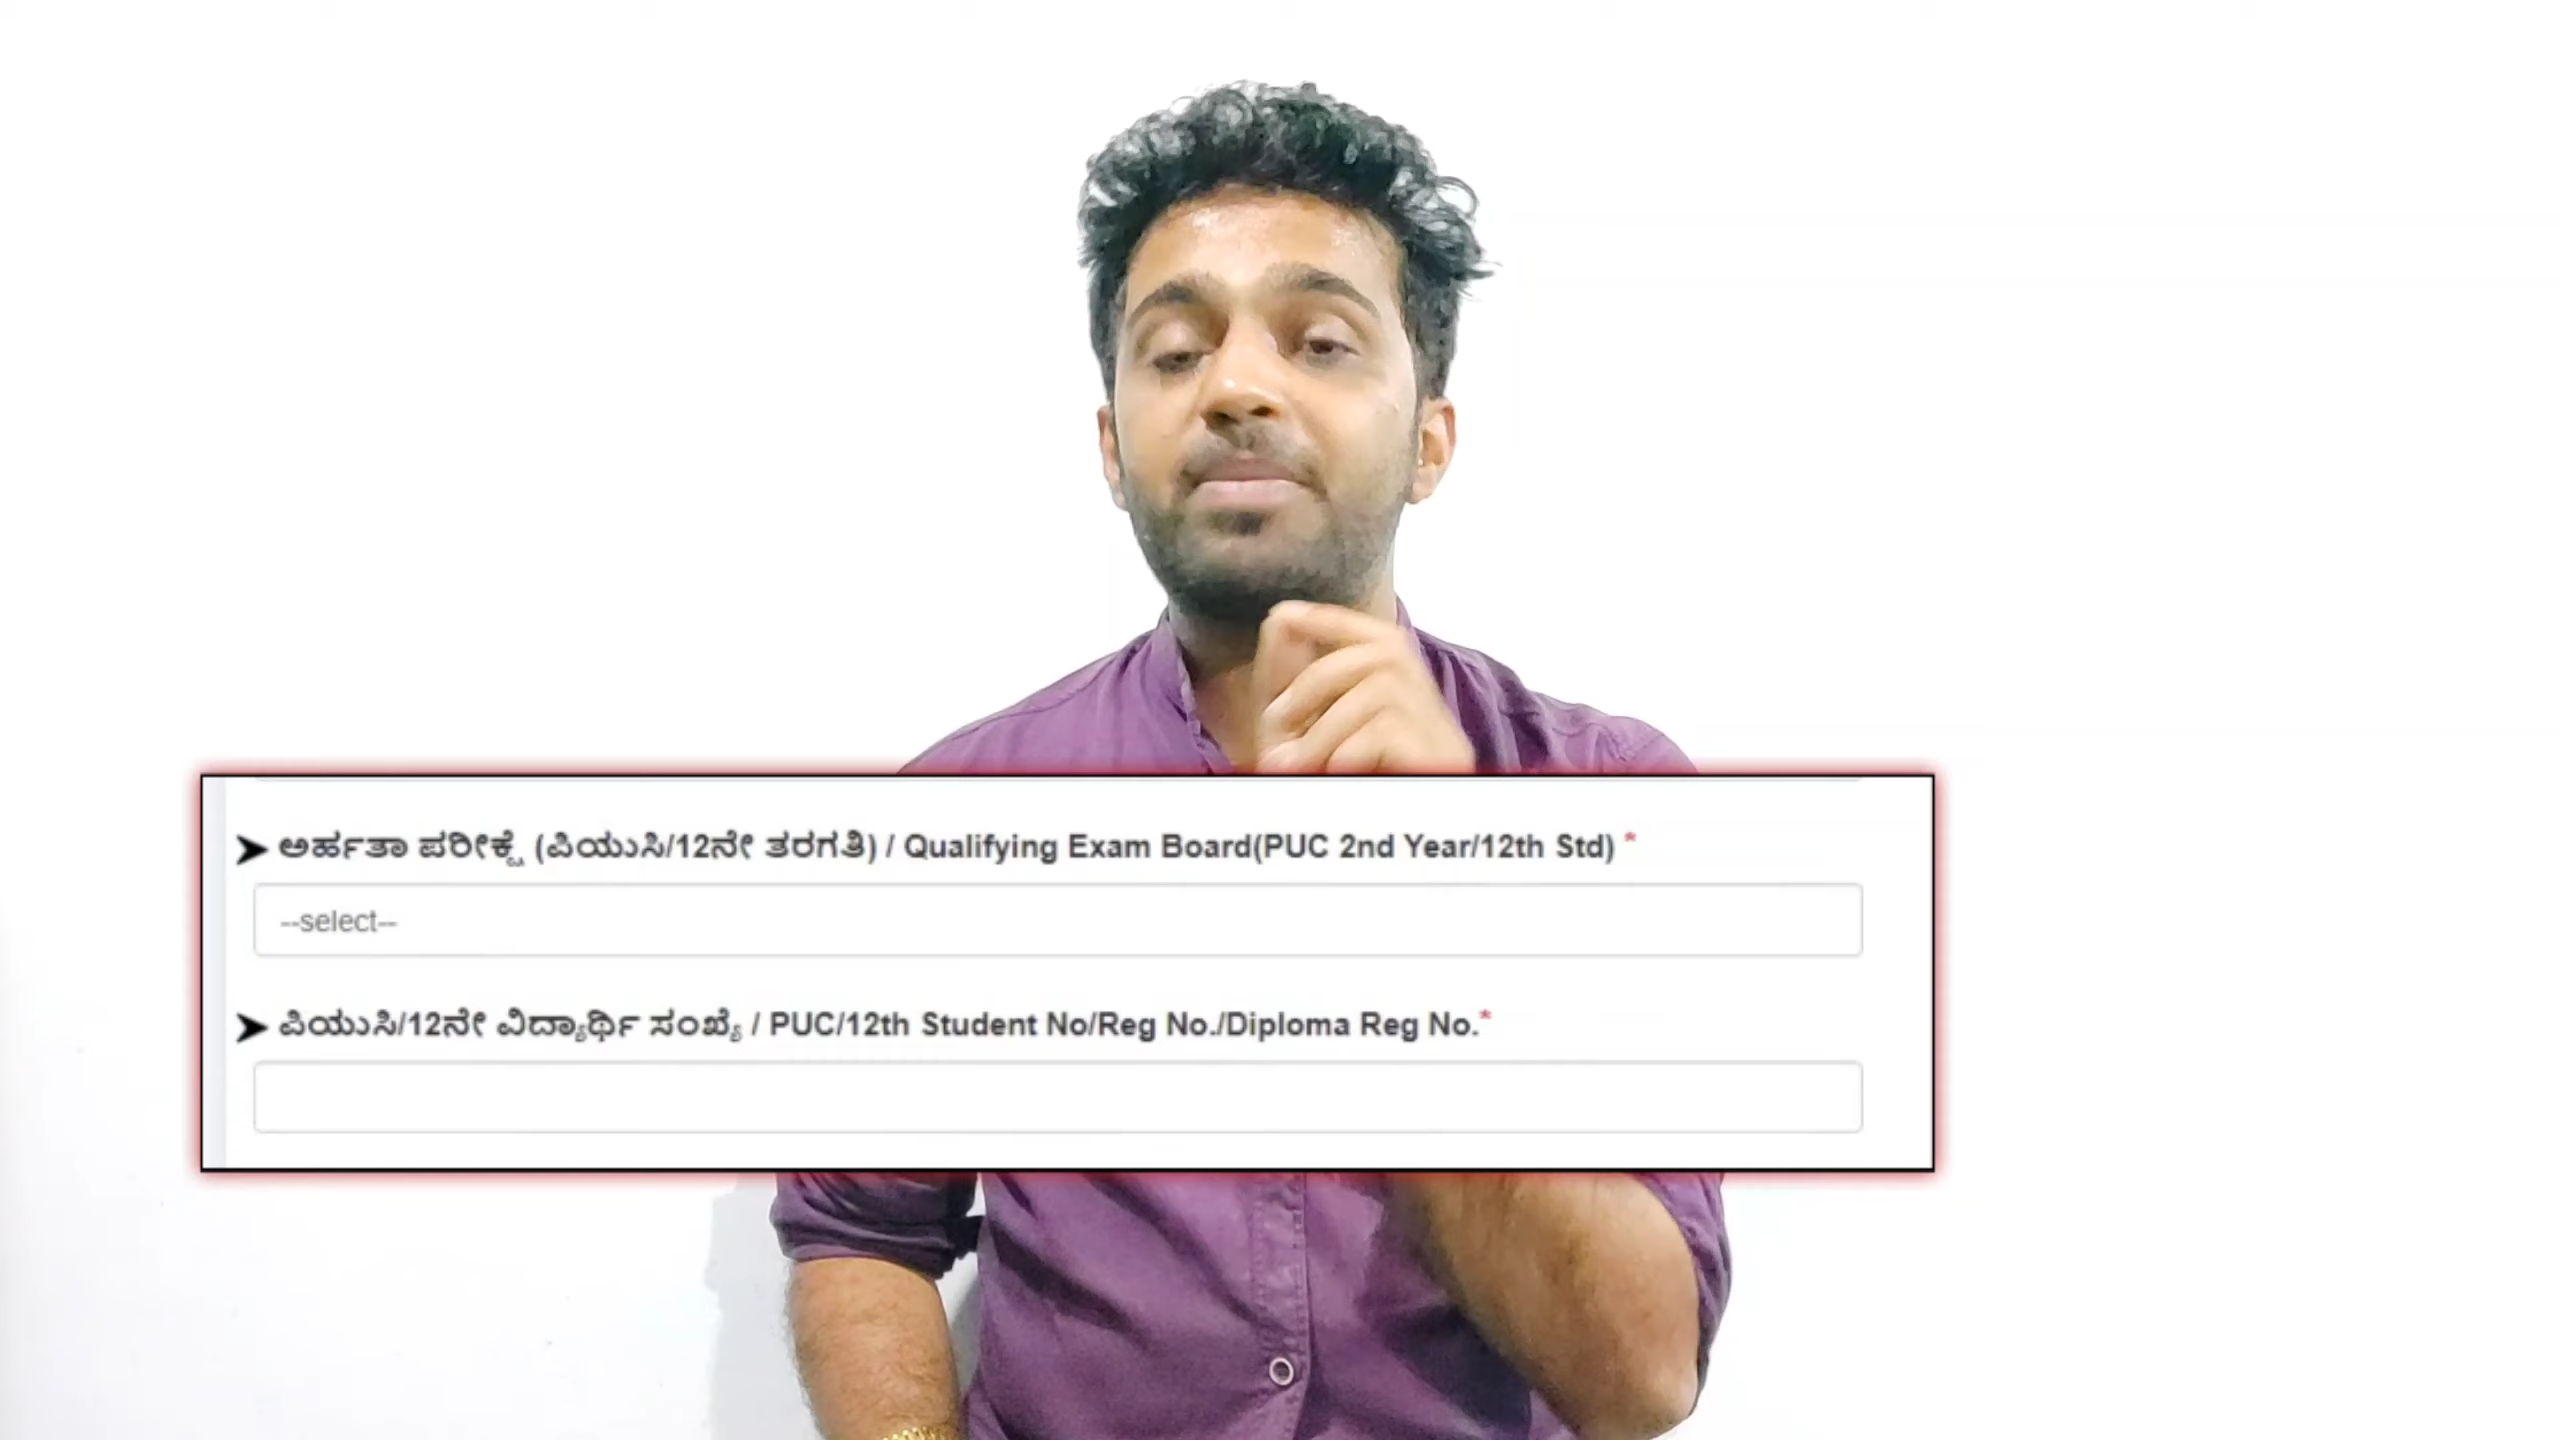 ➤ ಅರ್ಹತಾ ಪರೀಕ್ಷೆ (ಪಿಯುಸಿ/12ನೇ ತರಗತಿ) / Qualifying Exam Board(PUC 2nd Year/12th Std) *
--select--
➤ ಪಿಯುಸಿ/12ನೇ ವಿದ್ಯಾರ್ಥಿ ಸಂಖ್ಯೆ / PUC/12th Student No/Reg No./Diploma Reg No.*